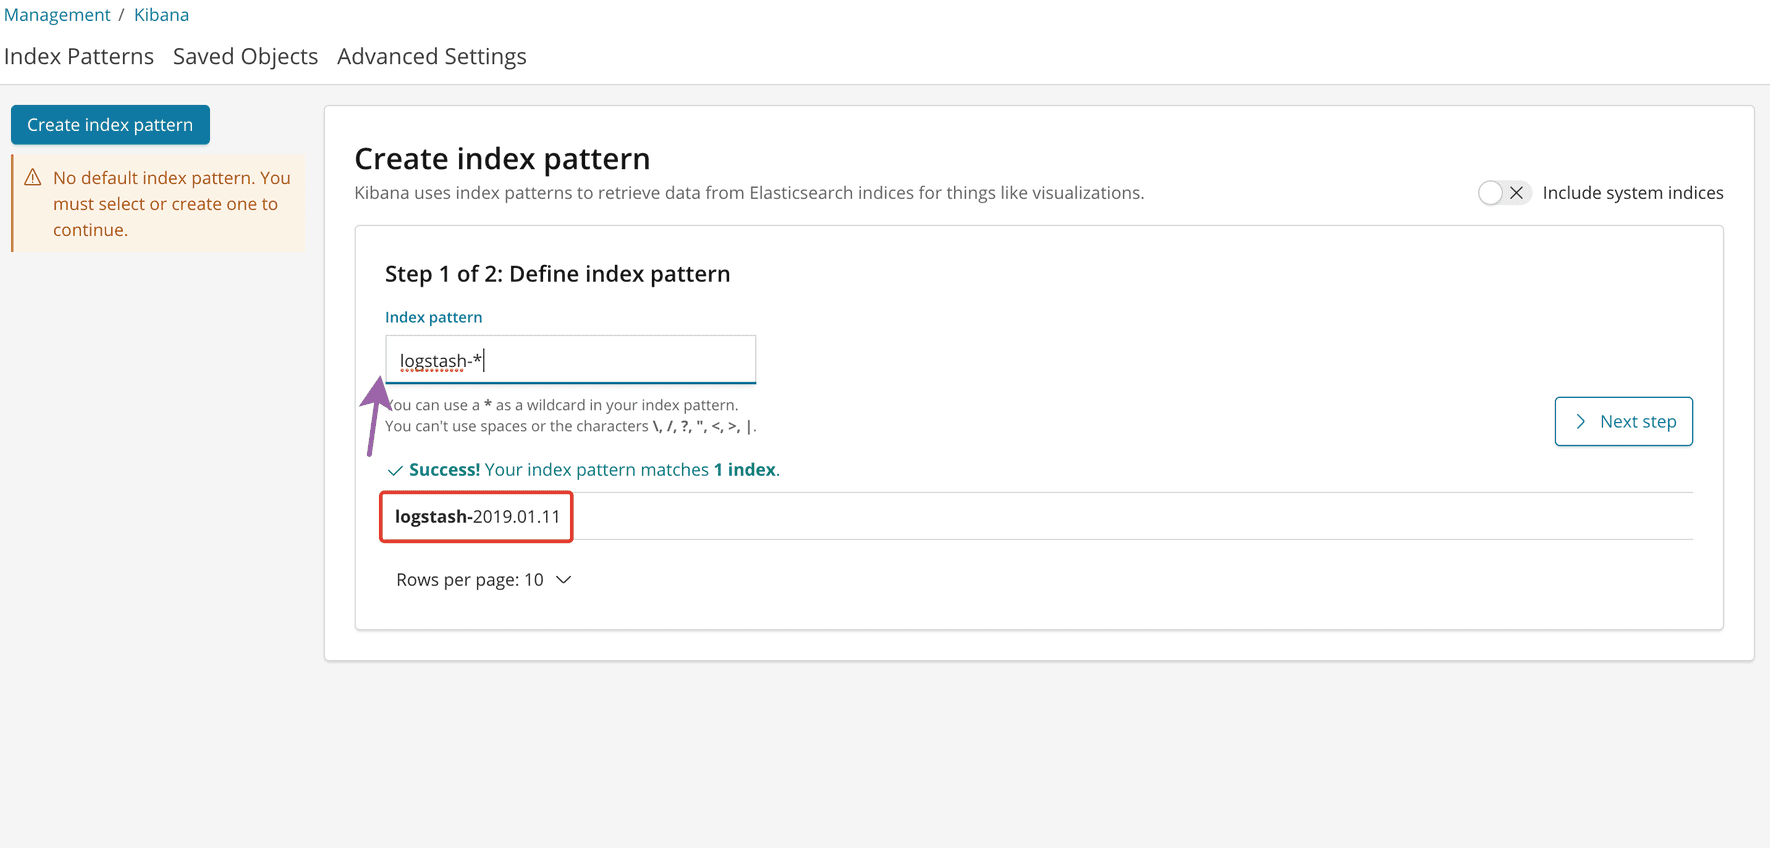 Management / Kibana
Index Patterns Saved Objects Advanced Settings
Create index pattern
No default index pattern. You
must select or create one to
continue.
Create index pattern
Kibana uses index patterns to retrieve data from Elasticsearch indices for things like visualizations.
Include system indices
Step 1 of 2: Define index pattern
Index pattern
logstash-*
You can use a * as a wildcard in your index pattern.
You can't use spaces or the characters \, /, ?, ", <, >, |.
Next step
Success! Your index pattern matches 1 index.
logstash-2019.01.11
Rows per page: 10